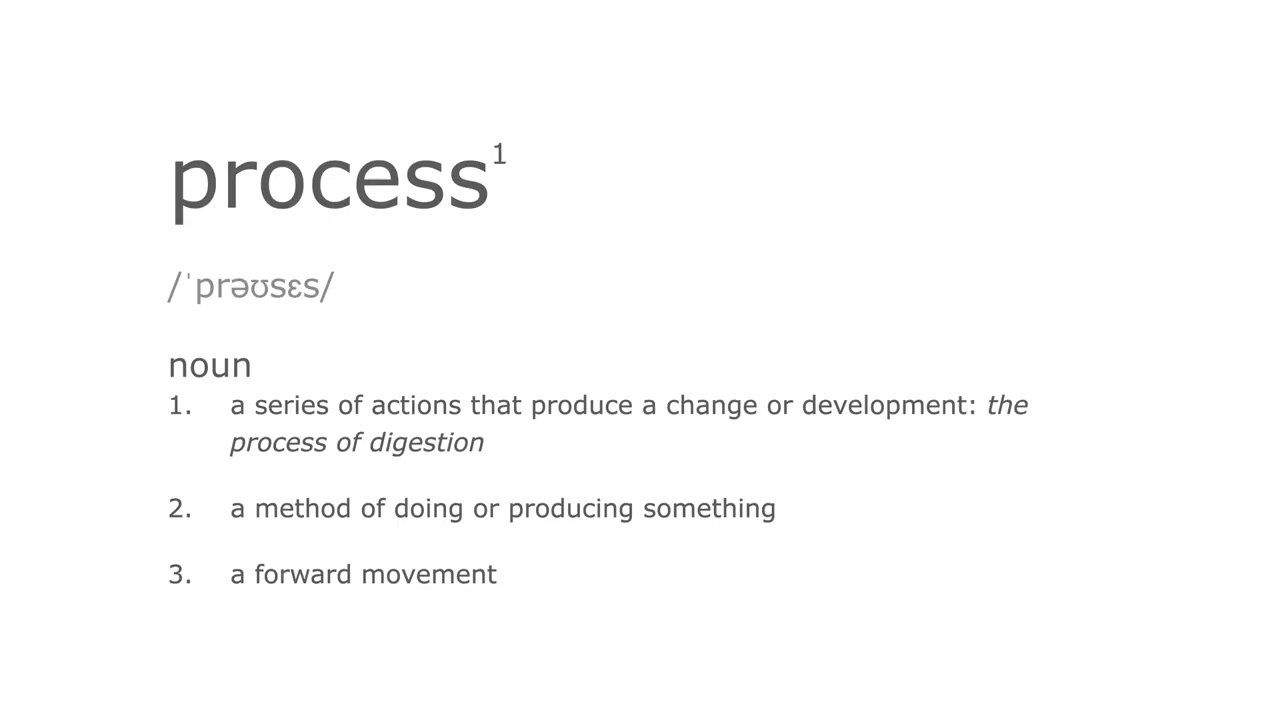 process¹
/ˈprəʊsɛs/
noun
1. a series of actions that produce a change or development: the
process of digestion
2. a method of doing or producing something
3. a forward movement